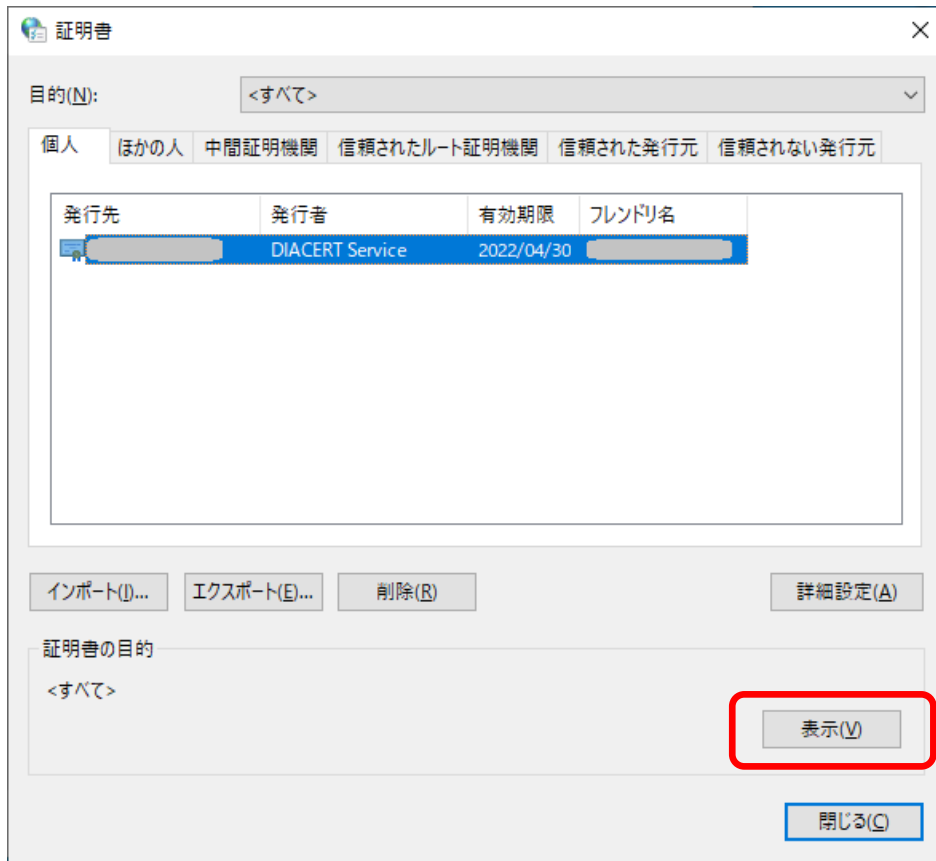 証明書
目的(N): <すべて>
個人 ほかの人 中間証明機関 信頼されたルート証明機関 信頼された発行元 信頼されない発行元
発行先 発行者 有効期限 フレンドリ名
DIACERT Service 2022/04/30
インポート(I)... エクスポート(E)... 削除(R) 詳細設定(A)
証明書の目的
<すべて>
表示(V)
閉じる(C)